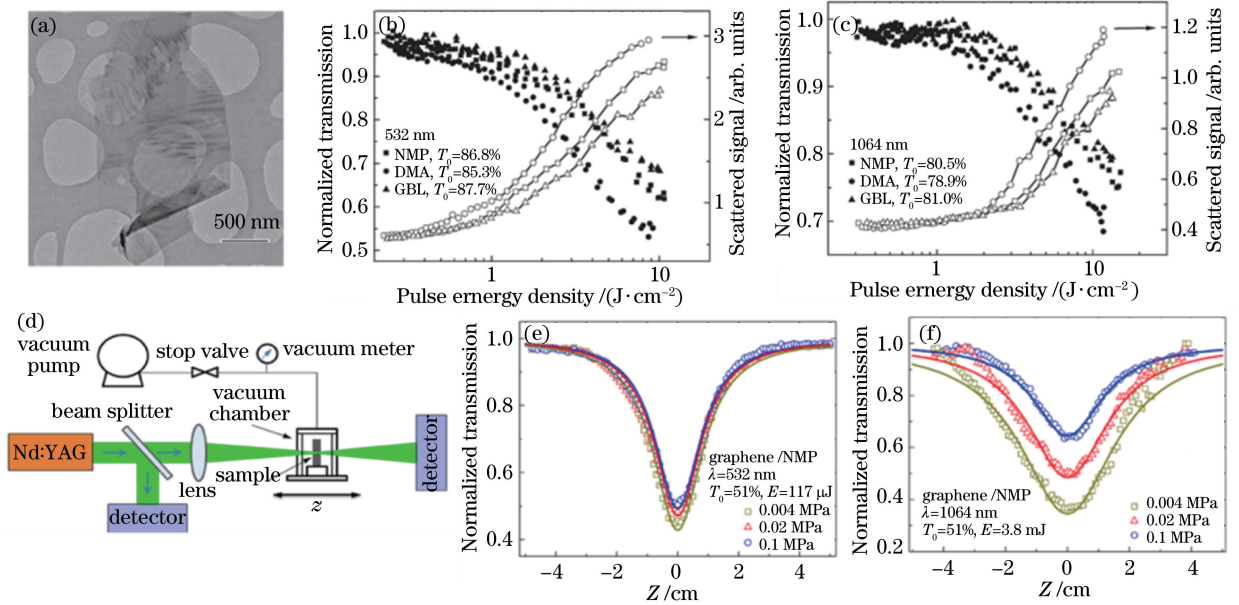 (a)
500 nm
(b)
Normalized transmission
1.0
0.9
0.8
0.7
0.6
0.5
532 nm
NMP, T0=86.8%
DMA, T0=85.3%
GBL, T0=87.7%
1
10
Pulse ernergy density /(J·cm−2)
3
2
1
Scattered signal /arb. units
(c)
Normalized transmission
1.0
0.9
0.8
0.7
1064 nm
NMP, T0=80.5%
DMA, T0=78.9%
GBL, T0=81.0%
1
10
Pulse ernergy density /(J·cm−2)
1.2
1.0
0.8
0.6
0.4
Scattered signal /arb. units
(d)
vacuum
pump
stop valve
vacuum meter
vacuum
chamber
beam splitter
Nd:YAG
lens
sample
z
detector
detector
(e)
Normalized transmission
1.0
0.8
0.6
0.4
graphene /NMP
λ=532 nm
T0=51%, E=117 μJ
0.004 MPa
0.02 MPa
0.1 MPa
−4
−2
0
2
4
Z /cm
(f)
Normalized transmission
1.0
0.8
0.6
0.4
0.2
graphene /NMP
λ=1064 nm
T0=51%, E=3.8 mJ
0.004 MPa
0.02 MPa
0.1 MPa
−4
−2
0
2
4
Z /cm